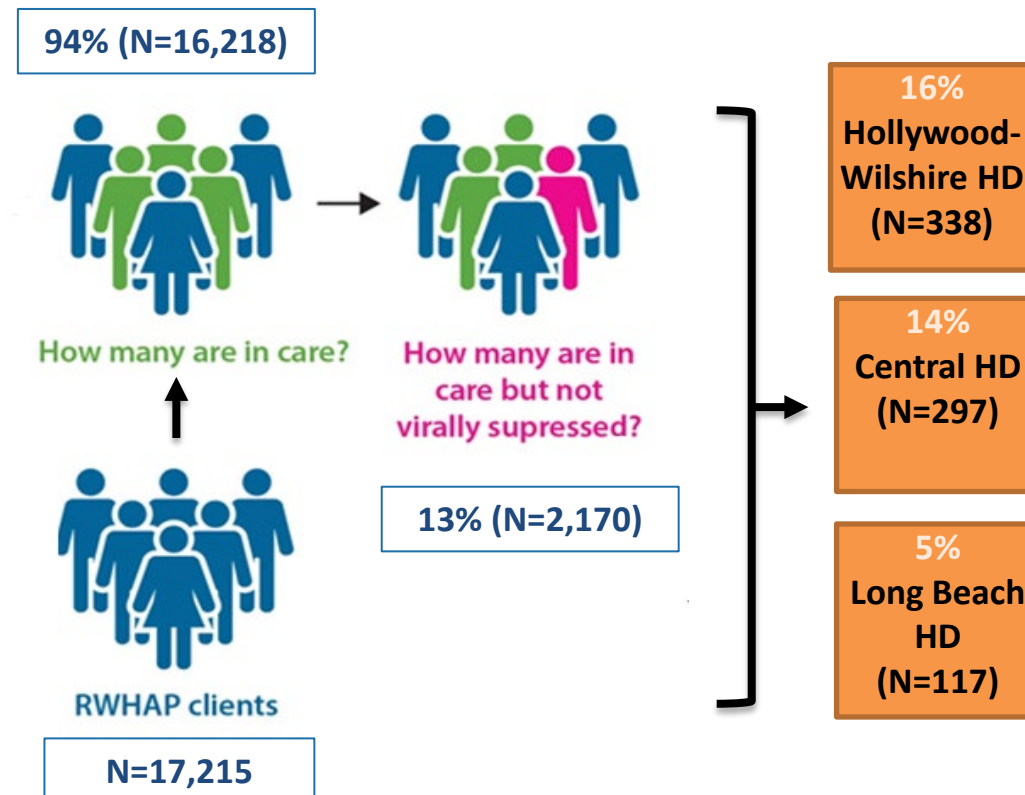 94% (N=16,218)
How many are in care?
How many are in
care but not
virally supressed?
13% (N=2,170)
RWHAP clients
N=17,215
16%
Hollywood-
Wilshire HD
(N=338)
14%
Central HD
(N=297)
5%
Long Beach
HD
(N=117)